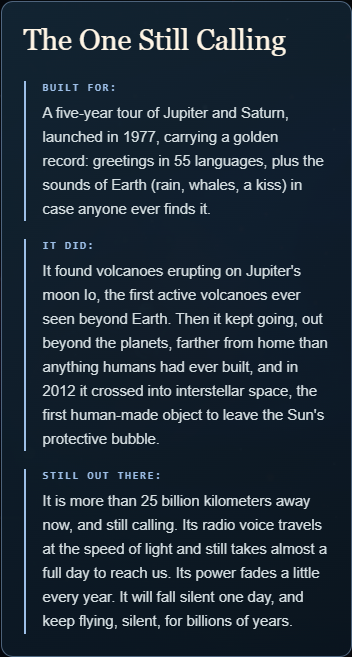 The One Still Calling
BUILT FOR:
A five-year tour of Jupiter and Saturn,
launched in 1977, carrying a golden
record: greetings in 55 languages, plus the
sounds of Earth (rain, whales, a kiss) in
case anyone ever finds it.
IT DID:
It found volcanoes erupting on Jupiter's
moon Io, the first active volcanoes ever
seen beyond Earth. Then it kept going, out
beyond the planets, farther from home than
anything humans had ever built, and in
2012 it crossed into interstellar space, the
first human-made object to leave the Sun's
protective bubble.
STILL OUT THERE:
It is more than 25 billion kilometers away
now, and still calling. Its radio voice travels
at the speed of light and still takes almost a
full day to reach us. Its power fades a little
every year. It will fall silent one day, and
keep flying, silent, for billions of years.